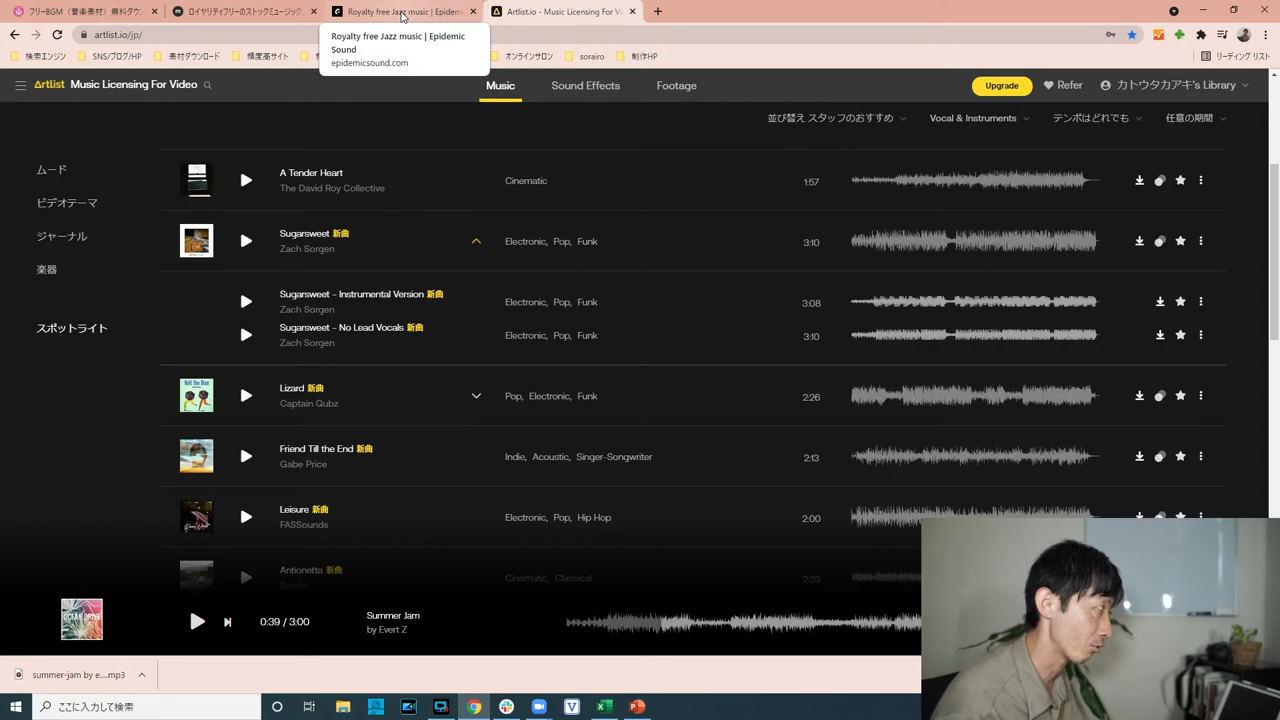 フリーBGM（音楽素材）無料ダウ
ロイヤリティフリーのストックミュージック
Royalty free Jazz music | Epidem
Artlist.io - Music Licensing For Vi
artlist.io/jp/
検索エンジン
SNS/ブログ/HP
素材サイト
頻度高サイト
オンラインサロン
sorairo
制作HP
リーディング リスト
Royalty free Jazz music | Epidemic
Sound
epidemicsound.com
Artlist Music Licensing For Video
Music
Sound Effects
Footage
Upgrade
Refer
カトウタカアキ's Library
並び替え スタッフのおすすめ
Vocal & Instruments
テンポはどれでも
任意の期間
ムード
ビデオテーマ
ジャーナル
楽器
スポットライト
A Tender Heart
The David Roy Collective
Cinematic
1:57
Sugarsweet 新曲
Zach Sorgen
Electronic, Pop, Funk
3:10
Sugarsweet – Instrumental Version 新曲
Zach Sorgen
Electronic, Pop, Funk
3:08
Sugarsweet – No Lead Vocals 新曲
Zach Sorgen
Electronic, Pop, Funk
3:10
Lizard 新曲
Captain Qubz
Pop, Electronic, Funk
2:26
Friend Till the End 新曲
Gabe Price
Indie, Acoustic, Singer-Songwriter
2:13
Leisure 新曲
FASSounds
Electronic, Pop, Hip Hop
2:00
Antionetta 新曲
Cinematic, Classical
2:33
0:39 / 3:00
Summer Jam
by Evert Z
summer-jam by e....mp3
ここに入力して検索